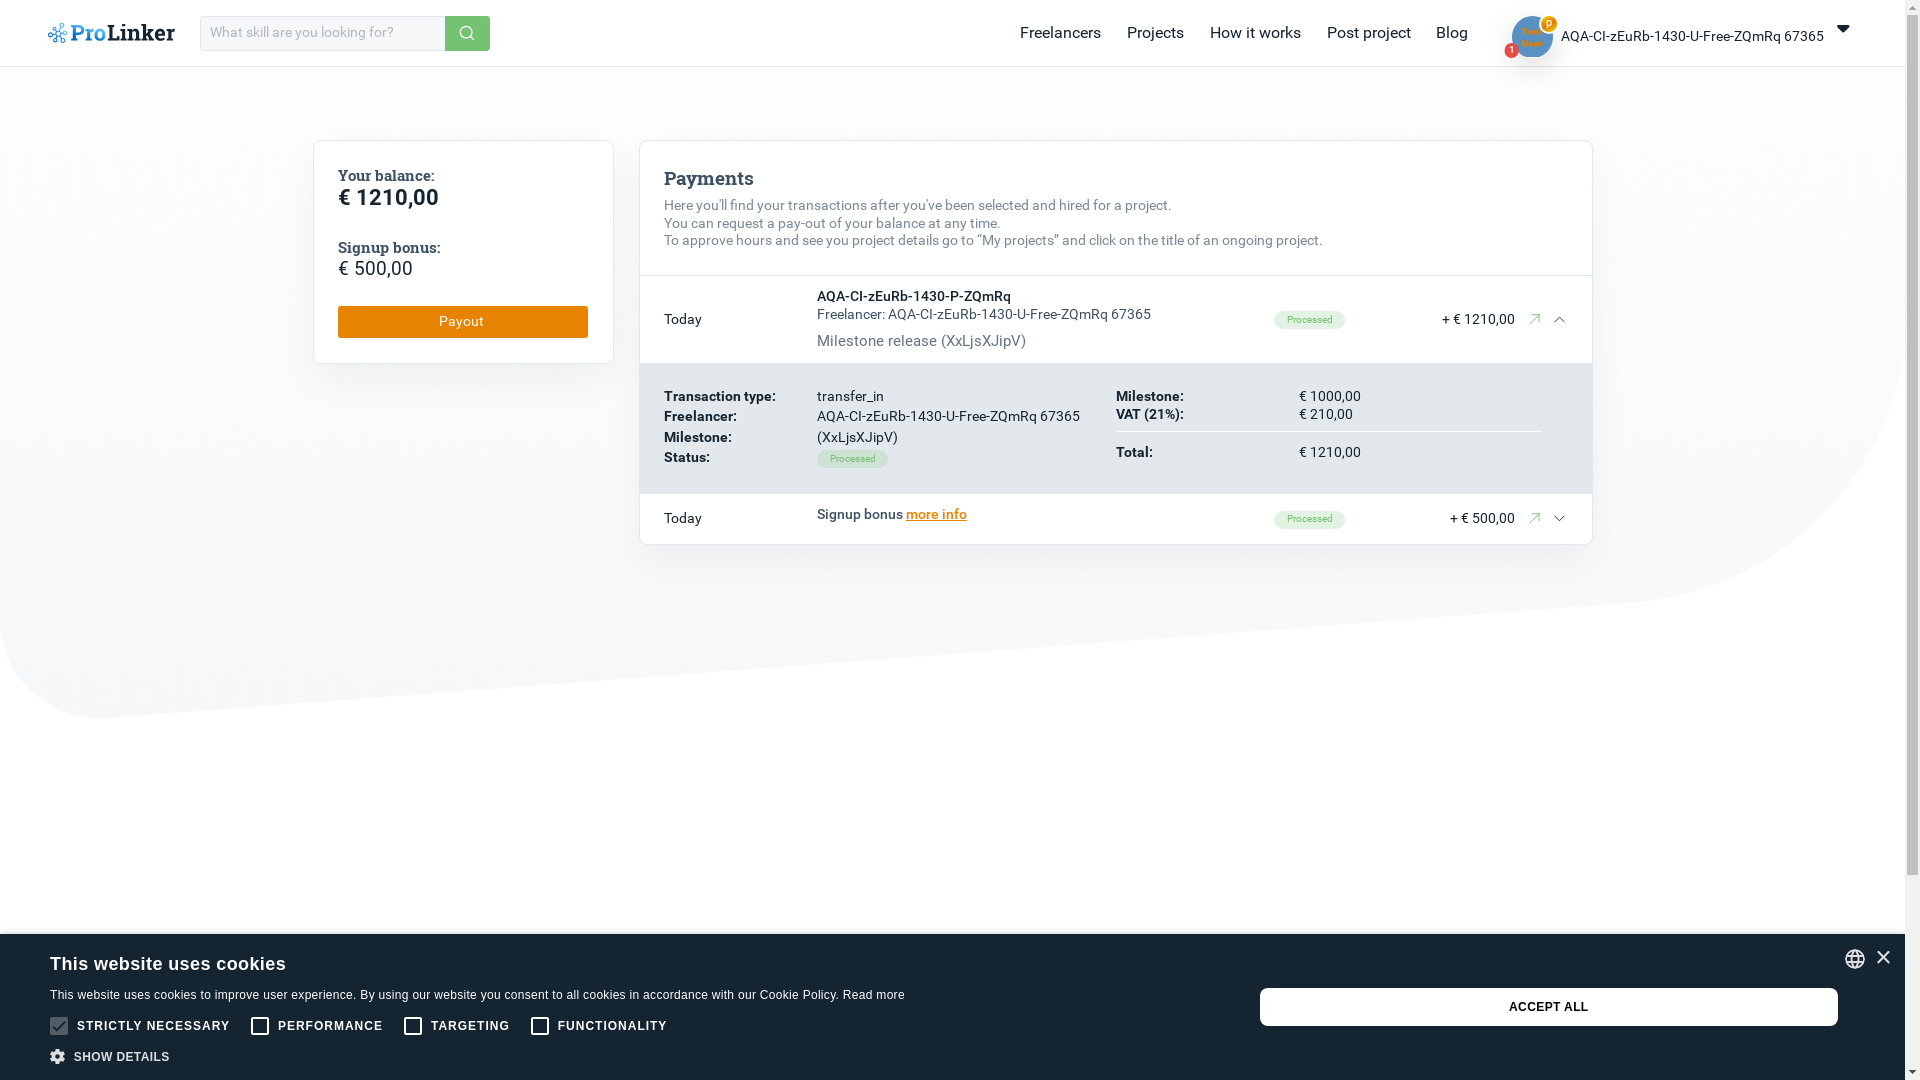 ProLinker
What skill are you looking for?
Freelancers
Projects
How it works
Post project
Blog
p
1
AQA-CI-zEuRb-1430-U-Free-ZQmRq 67365
Your balance:
€ 1210,00
Signup bonus:
€ 500,00
Payout
Payments
Here you'll find your transactions after you've been selected and hired for a project.
You can request a pay-out of your balance at any time.
To approve hours and see you project details go to “My projects” and click on the title of an ongoing project.
Today
AQA-CI-zEuRb-1430-P-ZQmRq
Freelancer: AQA-CI-zEuRb-1430-U-Free-ZQmRq 67365
Milestone release (XxLjsXJipV)
Processed
+ € 1210,00
Transaction type: transfer_in
Freelancer: AQA-CI-zEuRb-1430-U-Free-ZQmRq 67365
Milestone: (XxLjsXJipV)
Status: Processed
Milestone: € 1000,00
VAT (21%): € 210,00
Total: € 1210,00
Today
Signup bonus more info
Processed
+ € 500,00
This website uses cookies
This website uses cookies to improve user experience. By using our website you consent to all cookies in accordance with our Cookie Policy. Read more
STRICTLY NECESSARY
PERFORMANCE
TARGETING
FUNCTIONALITY
SHOW DETAILS
ACCEPT ALL